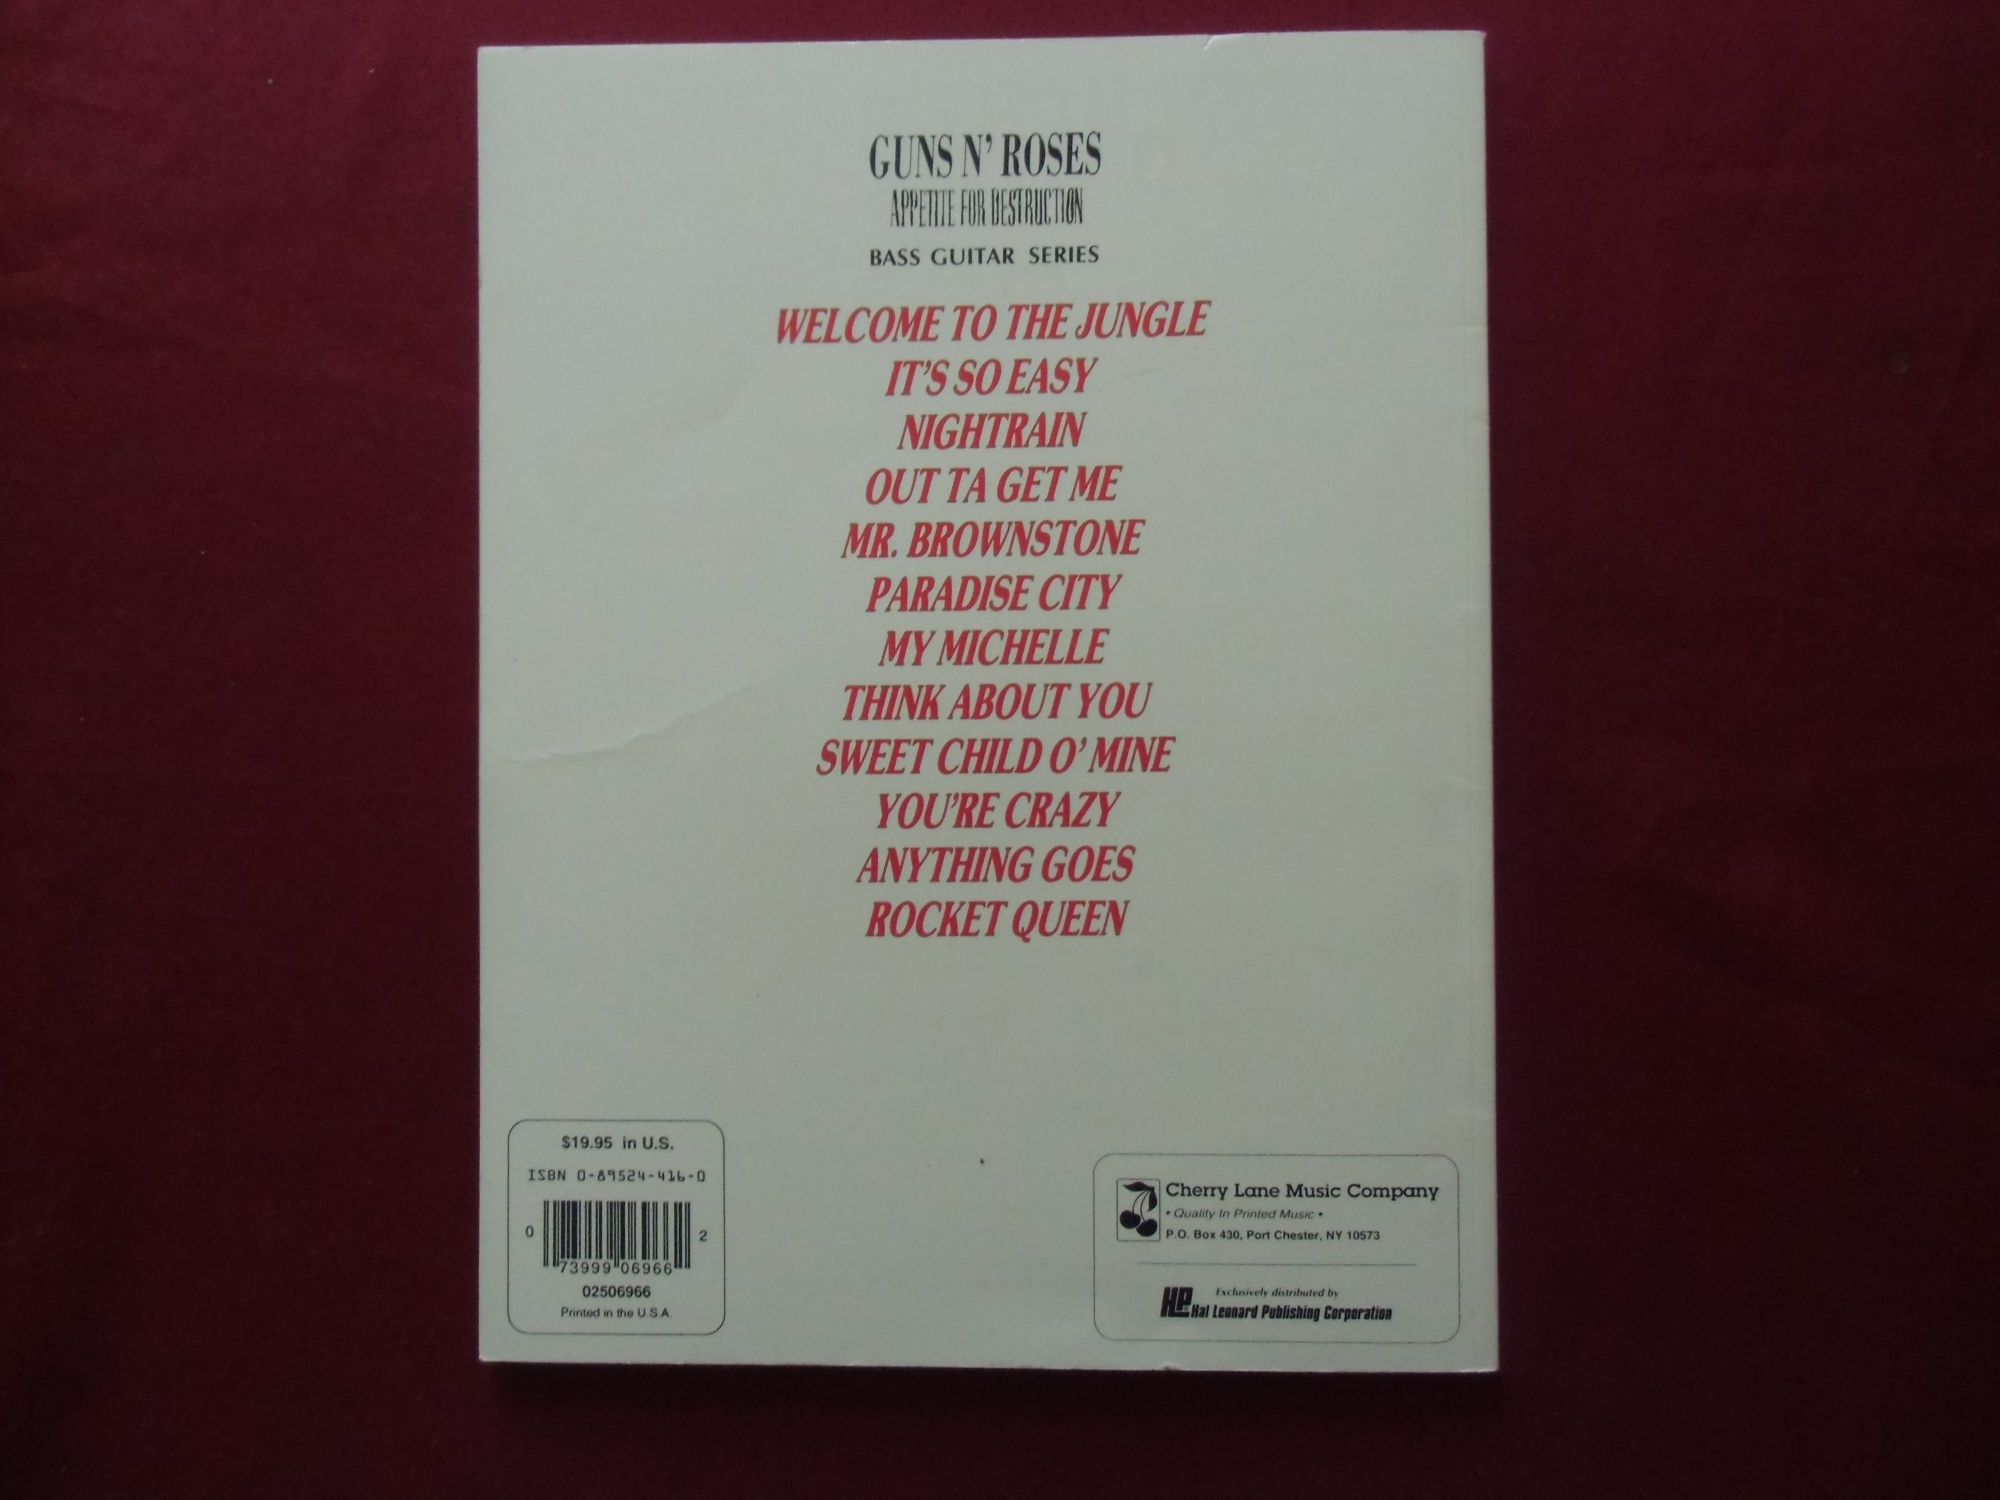 GUNS N' ROSES
APPETITE FOR DESTRUCTION
BASS GUITAR SERIES
WELCOME TO THE JUNGLE
IT'S SO EASY
NIGHTRAIN
OUT TA GET ME
MR. BROWNSTONE
PARADISE CITY
MY MICHELLE
THINK ABOUT YOU
SWEET CHILD O' MINE
YOU'RE CRAZY
ANYTHING GOES
ROCKET QUEEN
$19.95 in U.S.
ISBN 0-89524-416-0
0 73999 06966 2
02506966
Printed in the U.S.A.
Cherry Lane Music Company
• Quality In Printed Music •
P.O. Box 430, Port Chester, NY 10573
Exclusively distributed by
HLP Hal Leonard Publishing Corporation